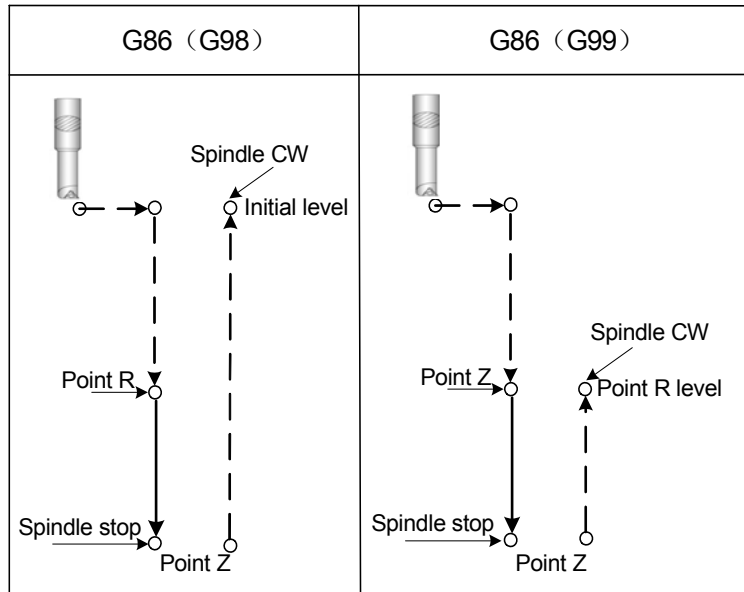 G86（G98）
G86（G99）
Spindle CW
Initial level
Point R
Spindle stop
Point Z
Spindle CW
Point Z
Point R level
Spindle stop
Point Z